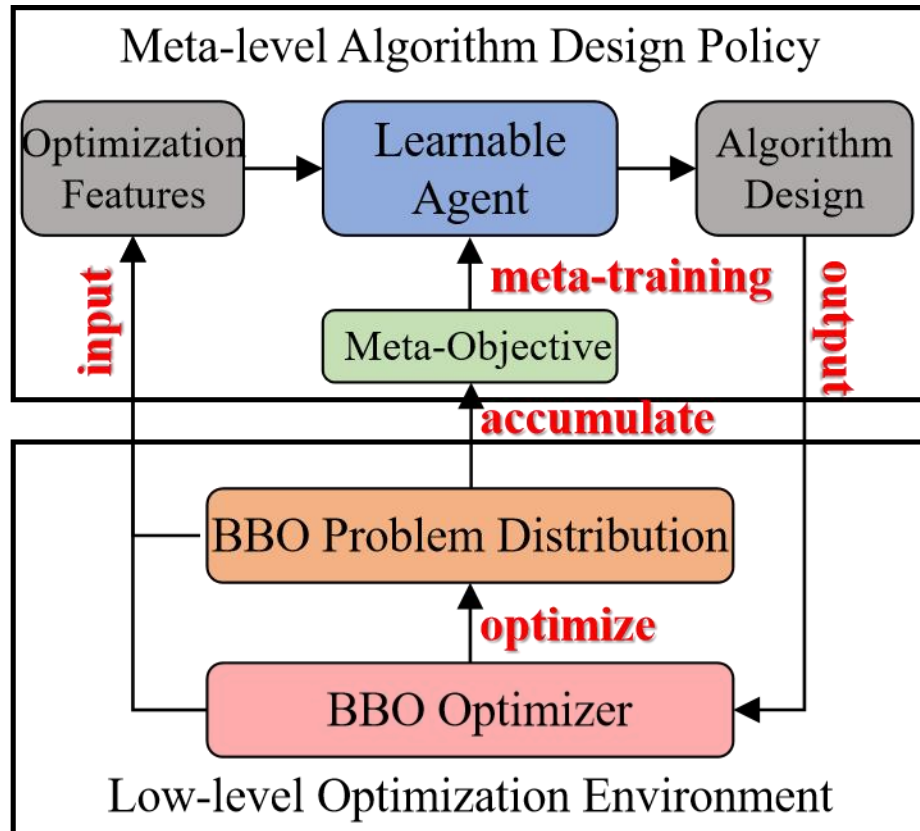 Meta-level Algorithm Design Policy
Optimization
Features
Learnable
Agent
Algorithm
Design
input
meta-training
output
Meta-Objective
accumulate
BBO Problem Distribution
optimize
BBO Optimizer
Low-level Optimization Environment